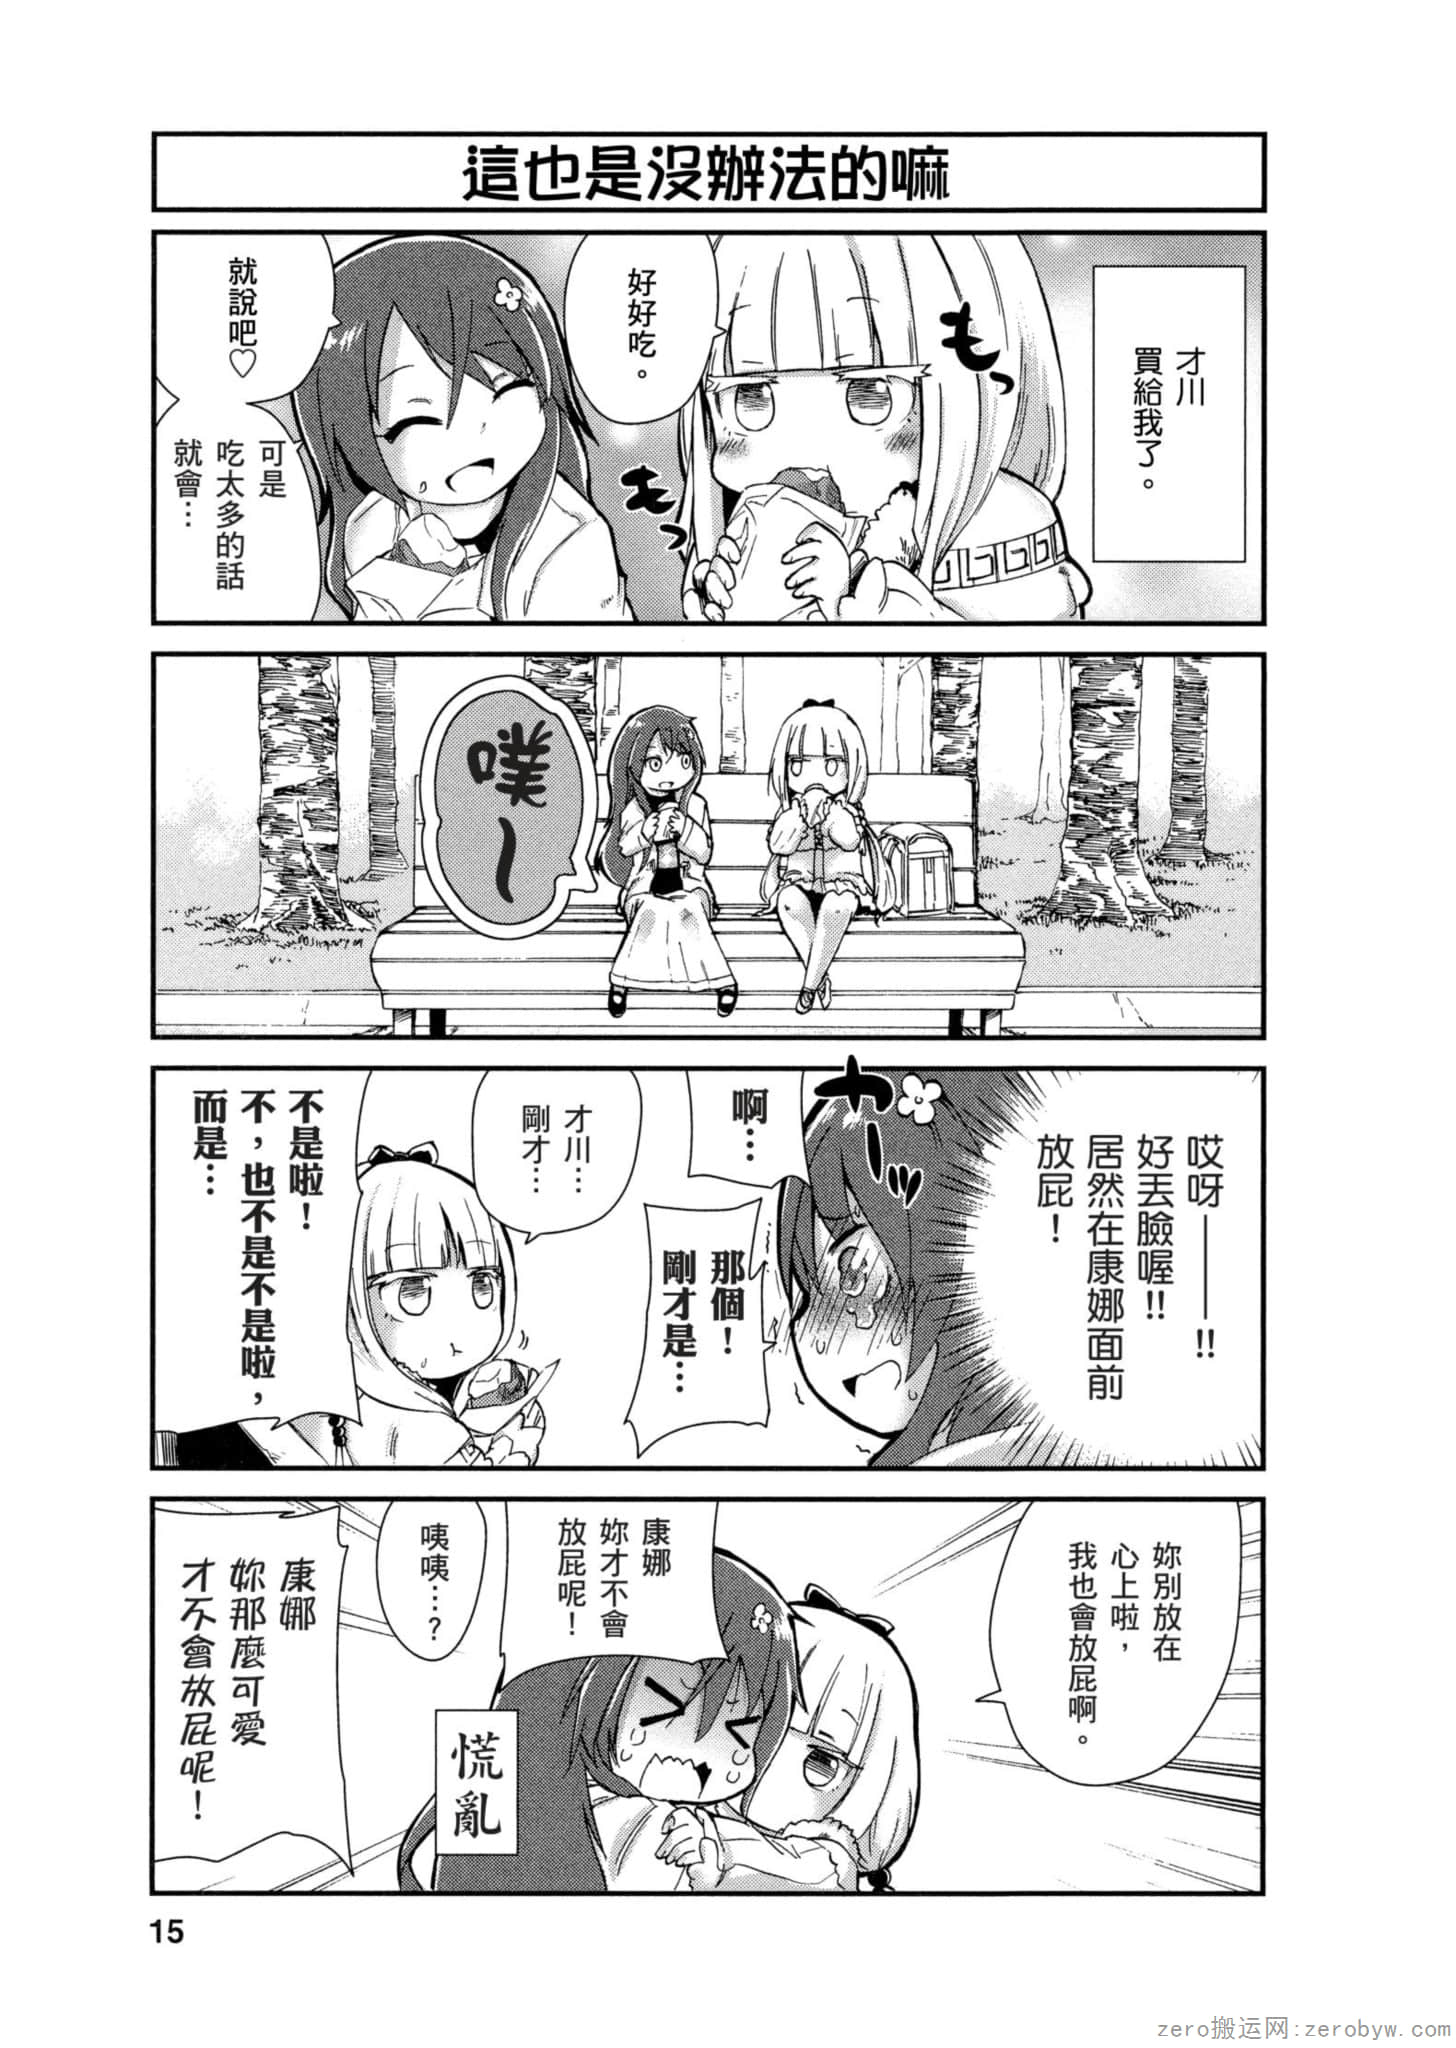 這也是沒辦法的嘛
才川
買給我了。
も
っ
好好吃。
も
っ
就說吧♡
可是
吃太多的話
就會…
噗～
哎呀——!!
好丟臉喔!!
居然在康娜面前
放屁！
カーッ
啊…
那個！
剛才是…
才川…
剛才…
不是啦！
不，也不是不是啦，
而是…
妳別放在
心上啦，
我也會放屁啊。
康娜
妳才不會
放屁呢！
咦咦…？
慌亂
康娜
妳那麼可愛
才不會放屁呢！
15
zero搬运网:zerobyw.com